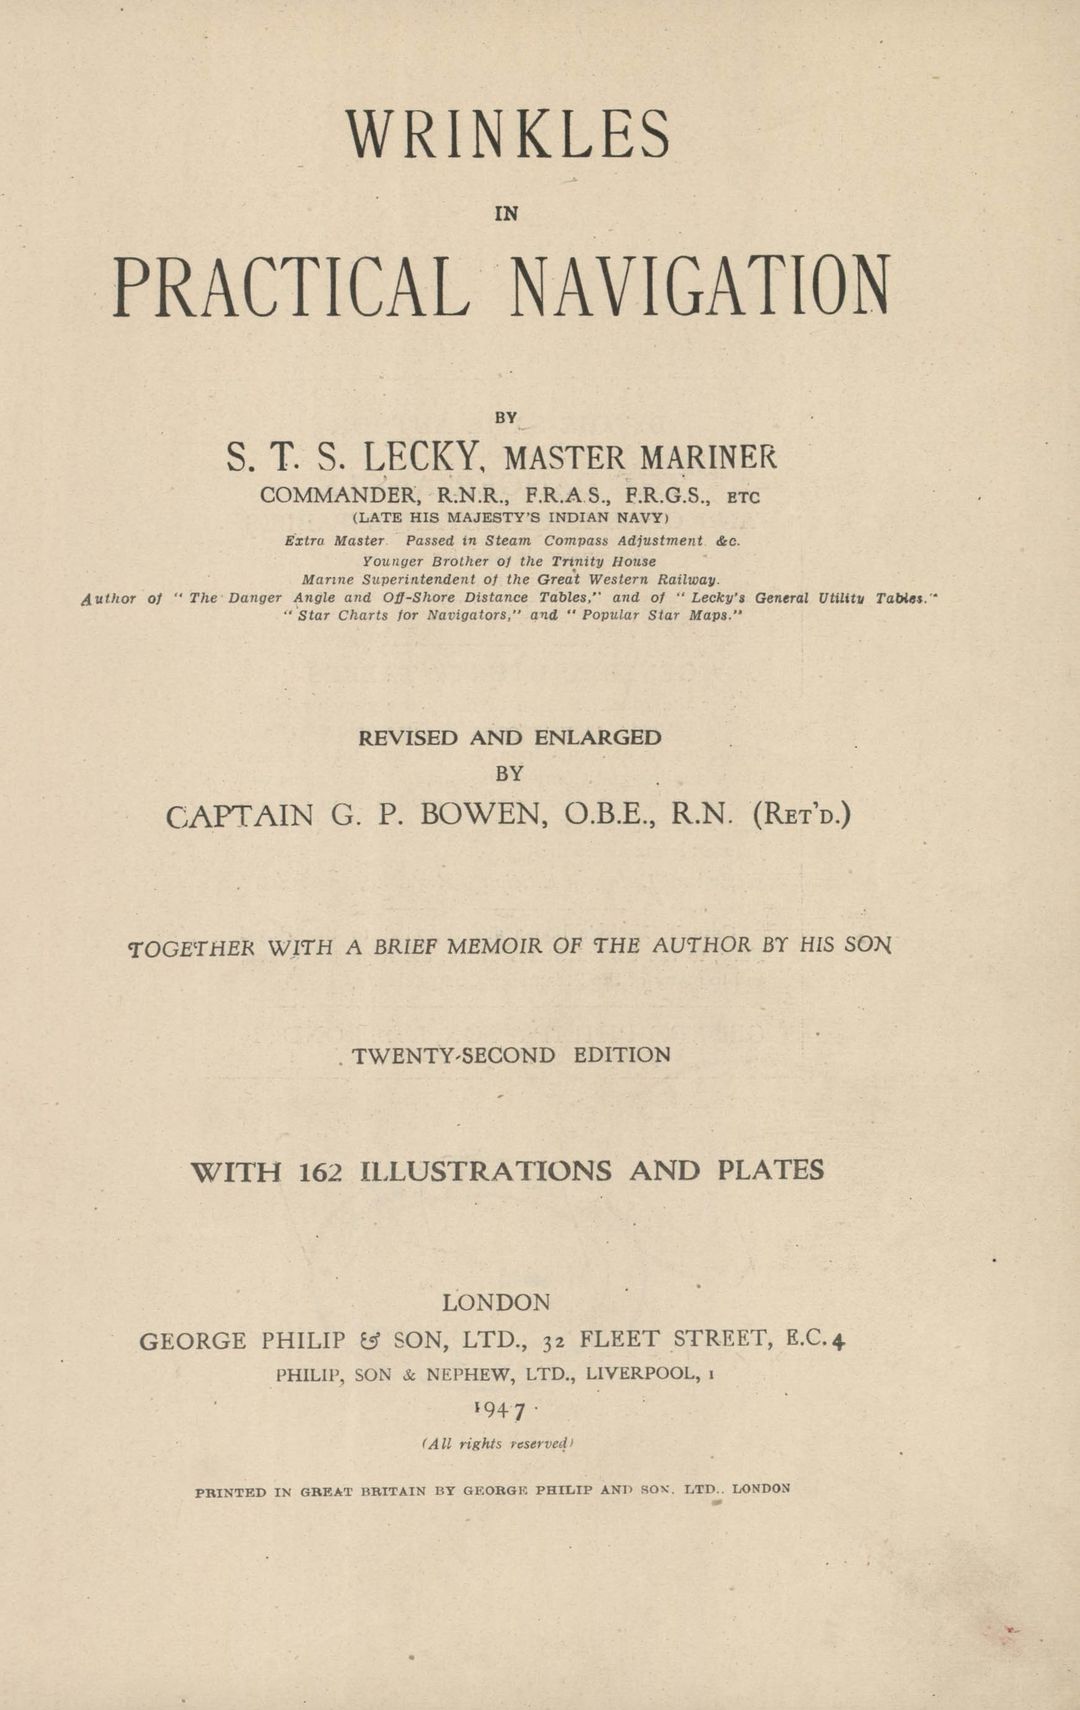 WRINKLES
IN
PRACTICAL NAVIGATION
BY
S. T. S. LECKY, MASTER MARINER
COMMANDER, R.N.R., F.R.A.S., F.R.G.S., ETC
(LATE HIS MAJESTY'S INDIAN NAVY)
Extra Master. Passed in Steam Compass Adjustment &c.
Younger Brother of the Trinity House
Marine Superintendent of the Great Western Railway.
Author of "The Danger Angle and Off-Shore Distance Tables," and of "Lecky's General Utility Tables."
"Star Charts for Navigators," and "Popular Star Maps."
REVISED AND ENLARGED
BY
CAPTAIN G. P. BOWEN, O.B.E., R.N. (RET'D.)
TOGETHER WITH A BRIEF MEMOIR OF THE AUTHOR BY HIS SON
TWENTY-SECOND EDITION
WITH 162 ILLUSTRATIONS AND PLATES
LONDON
GEORGE PHILIP & SON, LTD., 32 FLEET STREET, E.C.4
PHILIP, SON & NEPHEW, LTD., LIVERPOOL, 1
1947
(All rights reserved)
PRINTED IN GREAT BRITAIN BY GEORGE PHILIP AND SON, LTD., LONDON